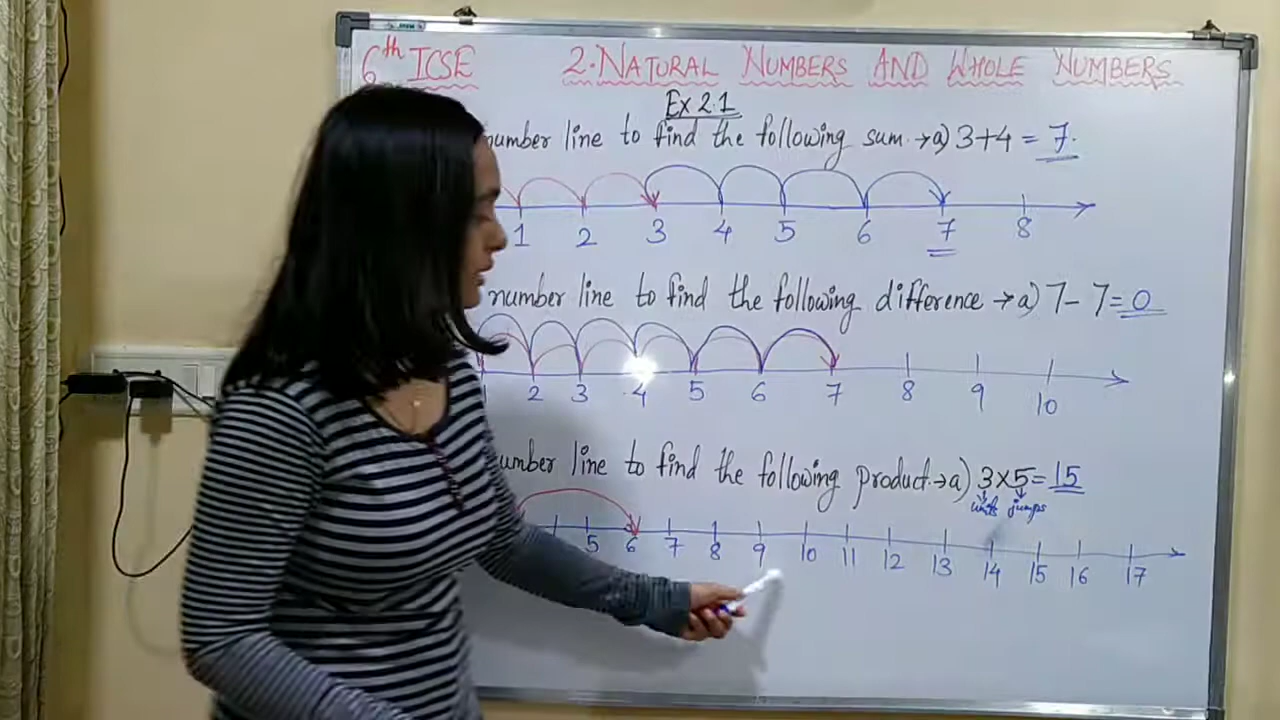 6th ICSE 2. NATURAL NUMBERS AND WHOLE NUMBERS
Ex 2.1
number line to find the following sum. → a) 3+4 = 7.
1 2 3 4 5 6 7 8
number line to find the following difference → a) 7-7=0
1 2 3 4 5 6 7 8 9 10
number line to find the following product → a) 3×5=15
units jumps
5 6 7 8 9 10 11 12 13 14 15 16 17